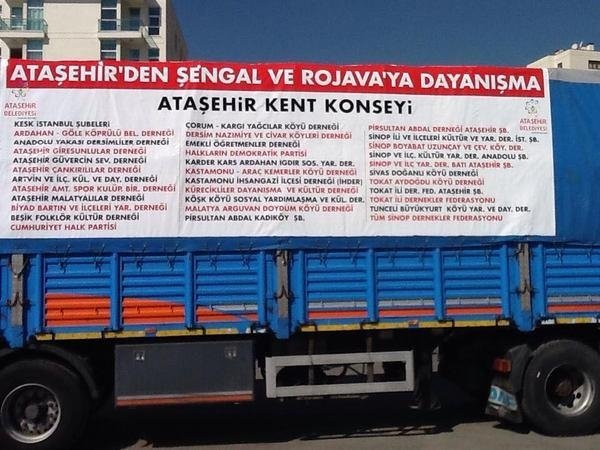 ATAŞEHİR'DEN ŞENGAL VE ROJAVA'YA DAYANIŞMA
ATAŞEHİR KENT KONSEYİ
ATAŞEHİR
BELEDİYESİ
ATAŞEHİR
BELEDİYESİ
KESK İSTANBUL ŞUBELERİ
ARDAHAN - GÖLE KÖPRÜLÜ BEL. DERNEĞİ
ANADOLU YAKASI DERSİMLİLER DERNEĞİ
ATAŞEHİR GİRESUNLULAR DERNEĞİ
ATAŞEHİR GÜVERCİN SEV. DERNEĞİ
ATAŞEHİR ÇANKIRILILAR DERNEĞİ
ARTVİN VE İLÇ. KÜL. VE DAY. DERNEĞİ
ATAŞEHİR AMT. SPOR KULÜP. BİR. DERNEĞİ
ATAŞEHİR MALATYALILAR DERNEĞİ
BİYAD BARTIN VE İLÇELERİ YAR. DERNEĞİ
BEŞİK FOLKLÖR KÜLTÜR DERNEĞİ
CUMHURİYET HALK PARTİSİ
ÇORUM - KARGI YAĞCILAR KÖYÜ DERNEĞİ
DERSİM NAZIMİYE VE CİVAR KÖYLERİ DERNEĞİ
EMEKLİ ÖĞRETMENLER DERNEĞİ
HALKLARIN DEMOKRATİK PARTİSİ
KARDER KARS ARDAHAN IGDIR SOS. YAR. DER.
KASTAMONU - ARAÇ KEMERLER KÖYÜ DERNEĞİ
KASTAMONU İHSANGAZİ İLÇESİ DERNEĞİ (İHDER)
KÜRECİKLİLER DAYANIŞMA VE KÜLTÜR DERNEĞİ
KÖŞK KÖYÜ SOSYAL YARDIMLAŞMA VE KÜL. DER.
MALATYA ARGUVAN DOYDUM KÖYÜ DERNEĞİ
PİRSULTAN ABDAL KADIKÖY ŞB.
PİRSULTAN ABDAL DERNEĞİ ATAŞEHİR ŞB.
SİNOP İLİ VE İLÇELERİ KÜLTÜR VE YAR. DER. İST. ŞB.
SİNOP BOYABAT UZUNÇAY VE ÇEV. KÖY. DER.
SİNOP VE İLÇ. KÜLTÜR YAR. DER. ANADOLU ŞB.
SİNOP VE İLÇ YAR. DER. BATI ATAŞEHİR ŞB.
SİVAS DOĞANLI KÖYÜ DERNEĞİ
TOKAT AYDOĞDU KÖYÜ DERNEĞİ
TOKAT İLİ DER. FED. ATAŞEHİR ŞB.
TOKAT İLİ DERNEKLER FEDERASYONU
TUNCELİ BÜYÜKYURT KÖYÜ YAR. VE DAY. DER.
TÜM SİNOP DERNEKLER FEDERASYONU